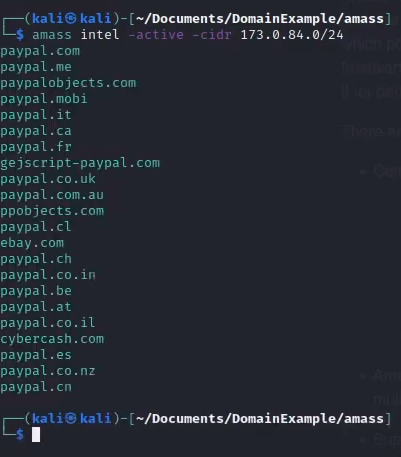 ┌──(kali㉿kali)-[~/Documents/DomainExample/amass]
└─$ amass intel -active -cidr 173.0.84.0/24
paypal.com
paypal.me
paypalobjects.com
paypal.mobi
paypal.it
paypal.ca
paypal.fr
gejscript-paypal.com
paypal.co.uk
paypal.com.au
ppobjects.com
paypal.cl
ebay.com
paypal.ch
paypal.co.in
paypal.be
paypal.at
paypal.co.il
cybercash.com
paypal.es
paypal.co.nz
paypal.cn
┌──(kali㉿kali)-[~/Documents/DomainExample/amass]
└─$